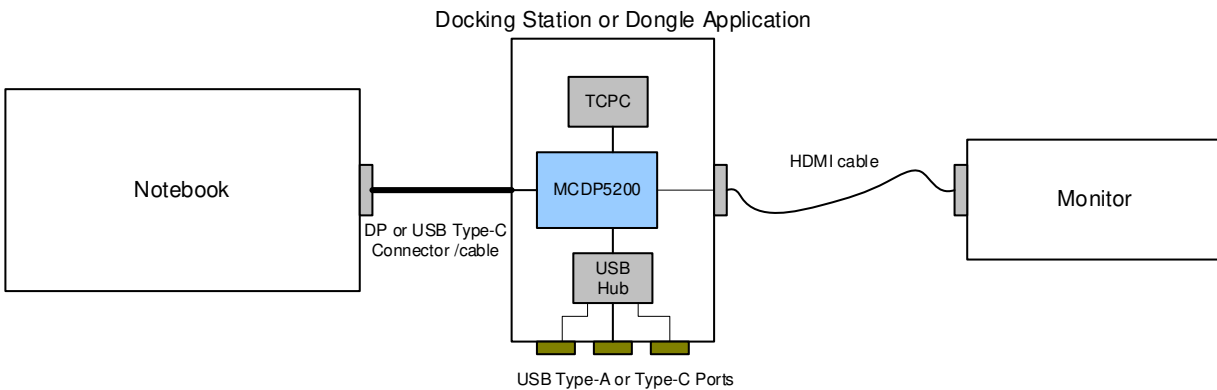 Docking Station or Dongle Application
TCPC
Notebook
MCDP5200
HDMI cable
Monitor
DP or USB Type-C
Connector /cable
USB
Hub
USB Type-A or Type-C Ports